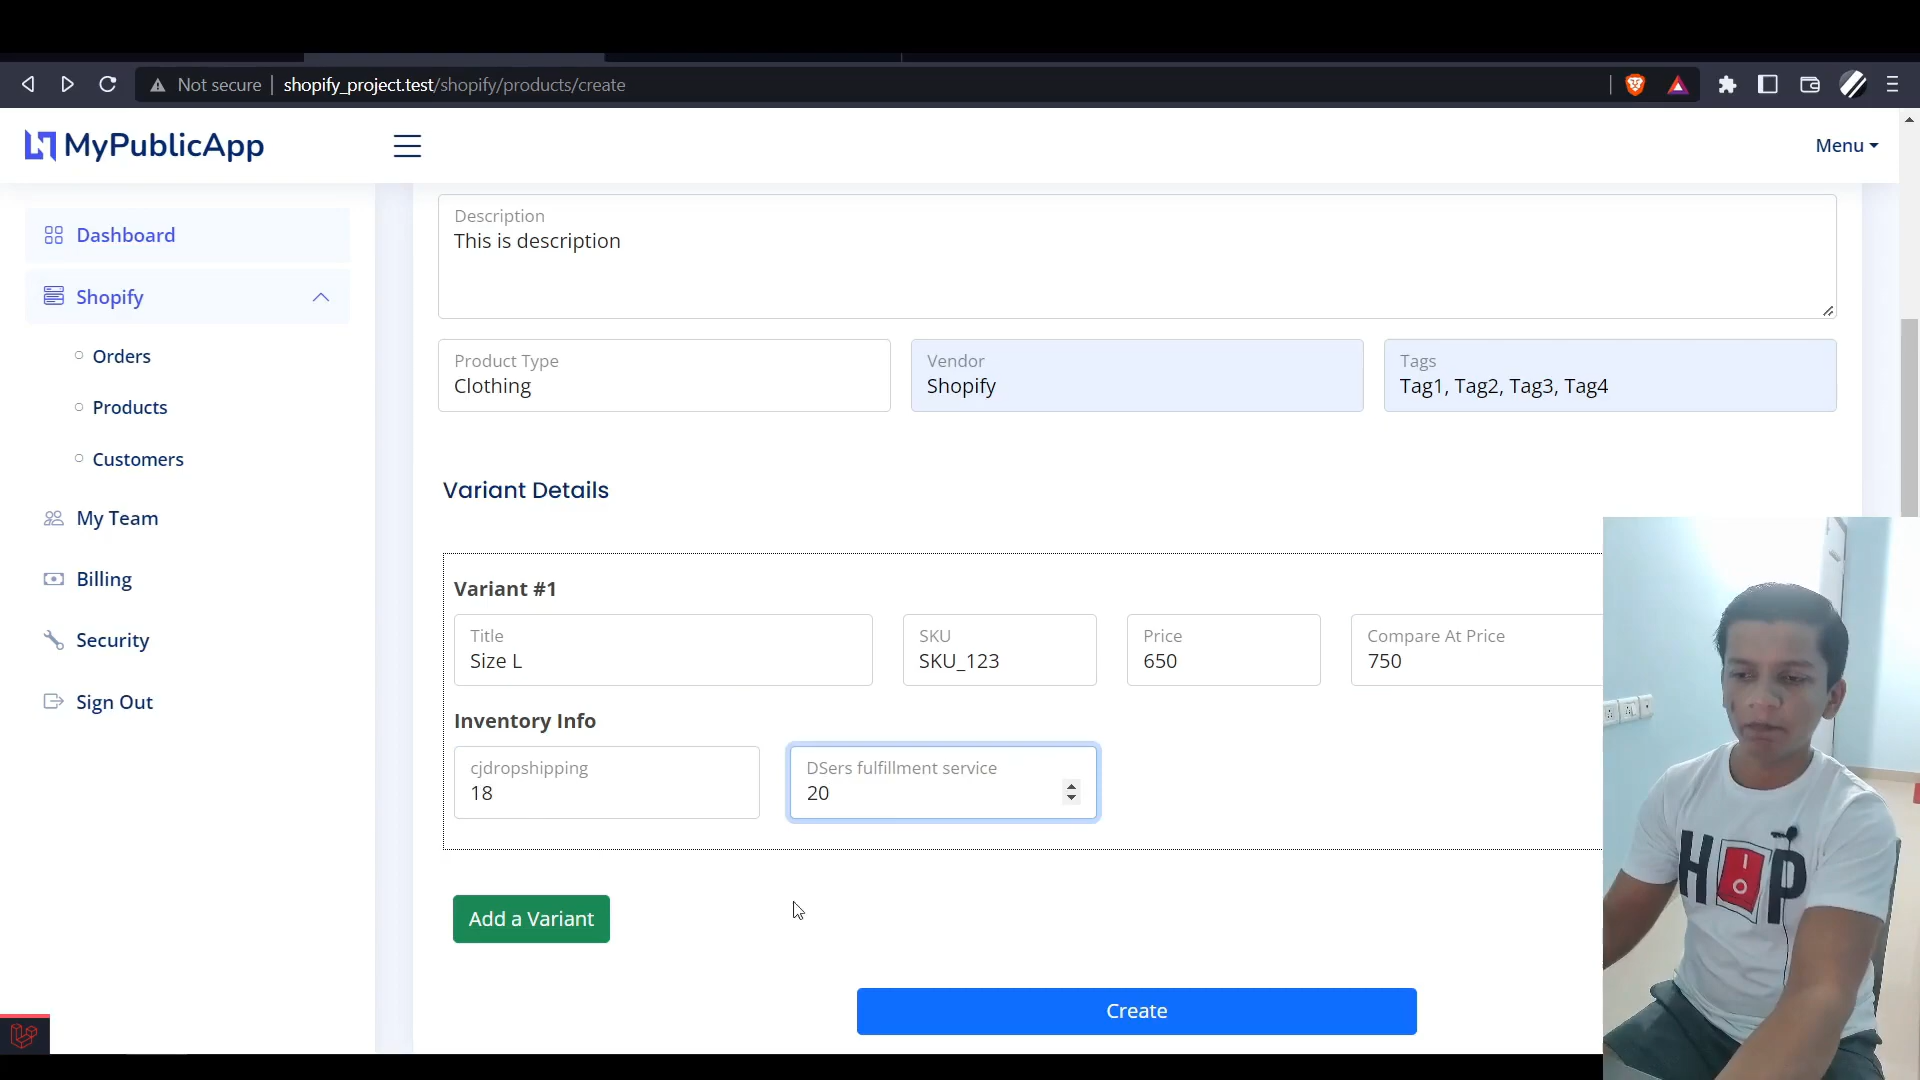 Not secure
shopify_project.test/shopify/products/create
MyPublicApp
Menu
Dashboard
Shopify
Orders
Products
Customers
My Team
Billing
Security
Sign Out
Description
This is description
Product Type
Clothing
Vendor
Shopify
Tags
Tag1, Tag2, Tag3, Tag4
Variant Details
Variant #1
Title
Size L
SKU
SKU_123
Price
650
Compare At Price
750
Inventory Info
cjdropshipping
18
DSers fulfillment service
20
Add a Variant
Create